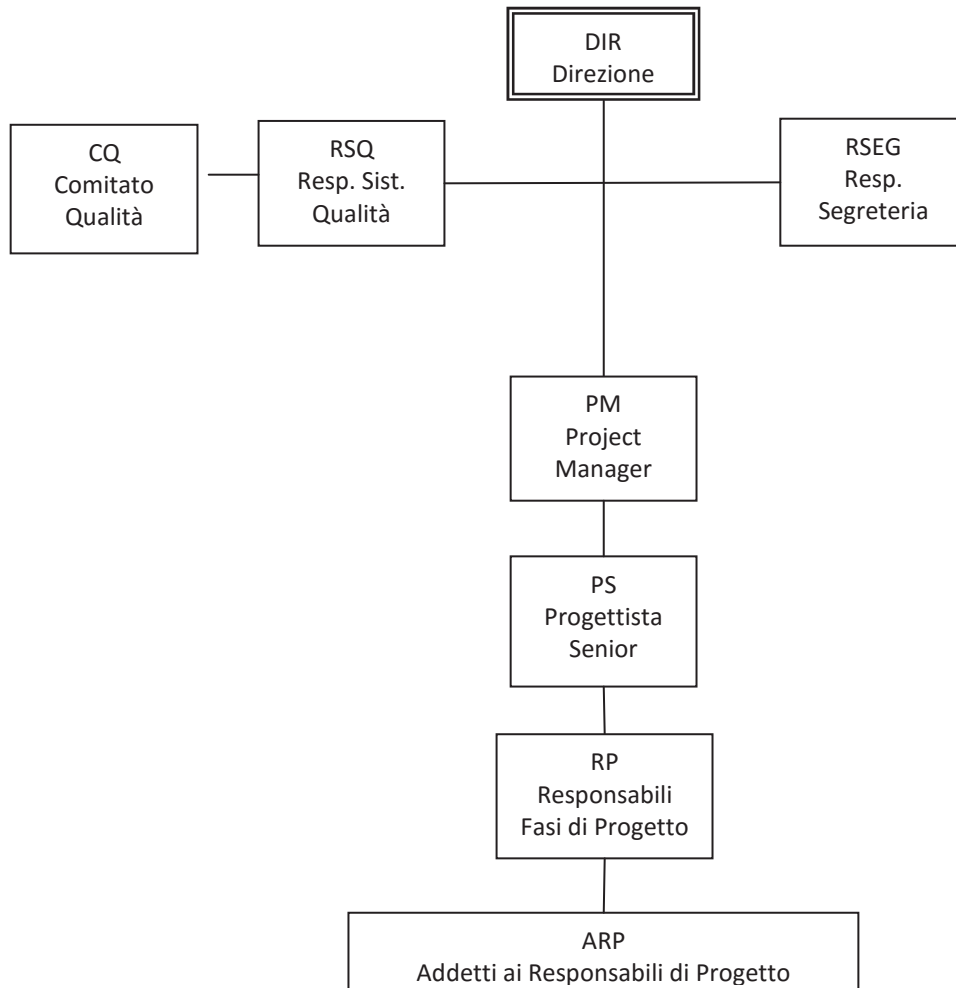 DIR
Direzione
CQ
Comitato
Qualità
RSQ
Resp. Sist.
Qualità
RSEG
Resp.
Segreteria
PM
Project
Manager
PS
Progettista
Senior
RP
Responsabili
Fasi di Progetto
ARP
Addetti ai Responsabili di Progetto